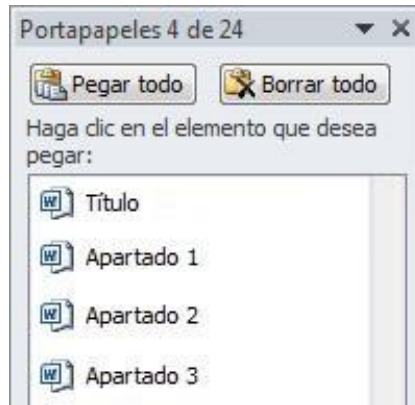 Portapapeles 4 de 24
Pegar todo Borrar todo
Haga clic en el elemento que desea
pegar:
Título
Apartado 1
Apartado 2
Apartado 3